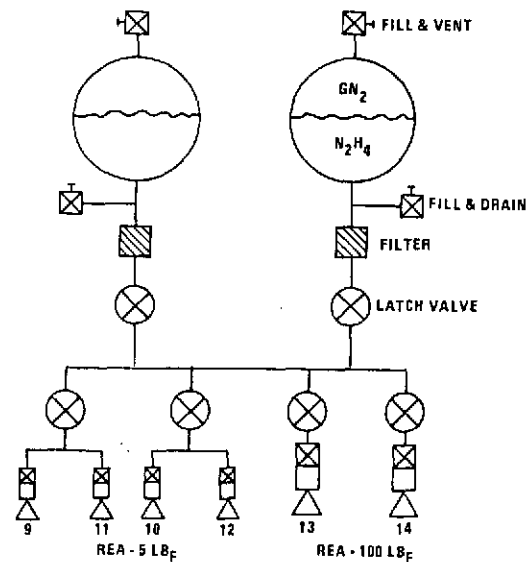 FILL & VENT
GN2
N2H4
FILL & DRAIN
FILTER
LATCH VALVE
9 11 10 12 13 14
REA - 5 LBF REA - 100 LBF